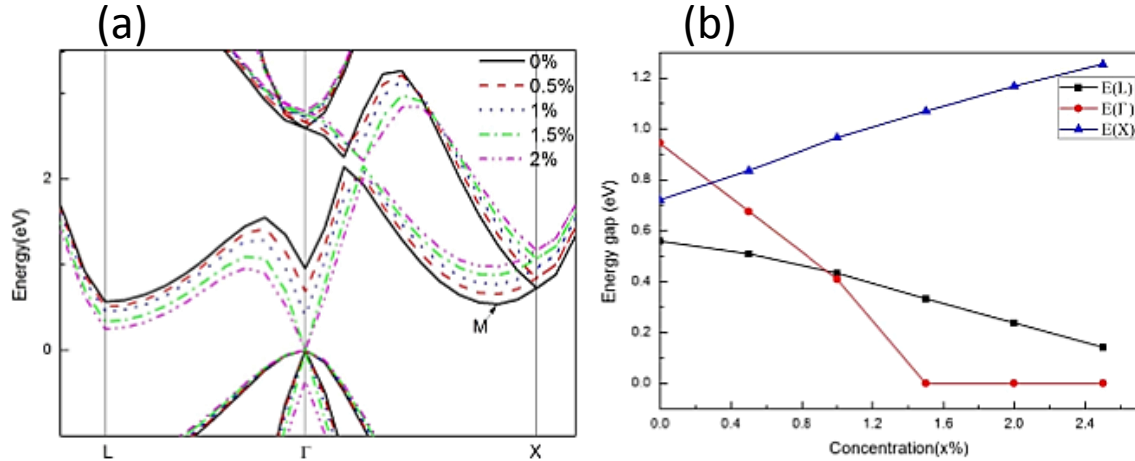 (a)
(b)
0%
0.5%
1%
1.5%
2%
2
0
Energy(eV)
M
L
Γ
X
1.2
1.0
0.8
0.6
0.4
0.2
0.0
Energy gap (eV)
E(L)
E(Γ)
E(X)
0.0
0.4
0.8
1.2
1.6
2.0
2.4
Concentration(x%)